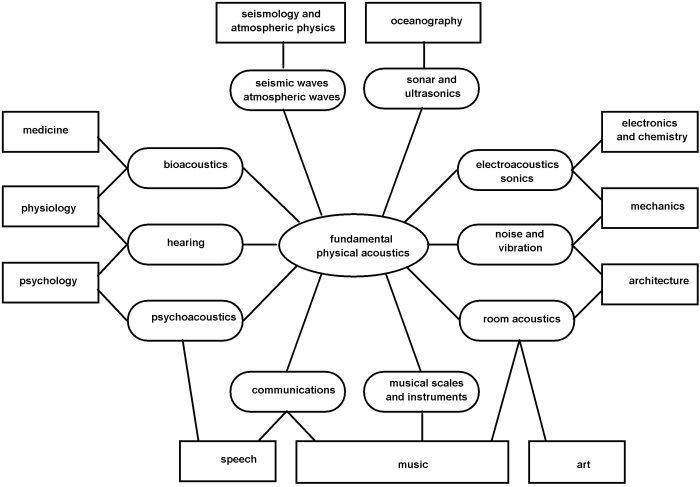 seismology and
atmospheric physics
oceanography
seismic waves
atmospheric waves
sonar and
ultrasonics
medicine
electronics
and chemistry
bioacoustics
electroacoustics
sonics
physiology
mechanics
hearing
fundamental
physical acoustics
noise and
vibration
psychology
architecture
psychoacoustics
room acoustics
communications
musical scales
and instruments
speech
music
art